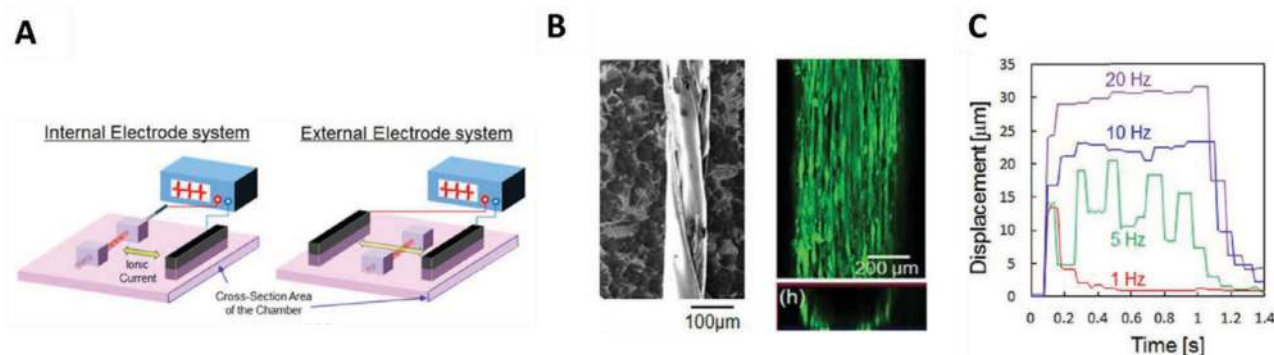 A
Internal Electrode system
External Electrode system
Ionic
Current
Cross-Section Area
of the Chamber
B
100µm
200 µm
(h)
C
Displacement [µm]
35
30
25
20
15
10
5
0
20 Hz
10 Hz
5 Hz
1 Hz
0 0.2 0.4 0.6 0.8 1 1.2 1.4
Time [s]